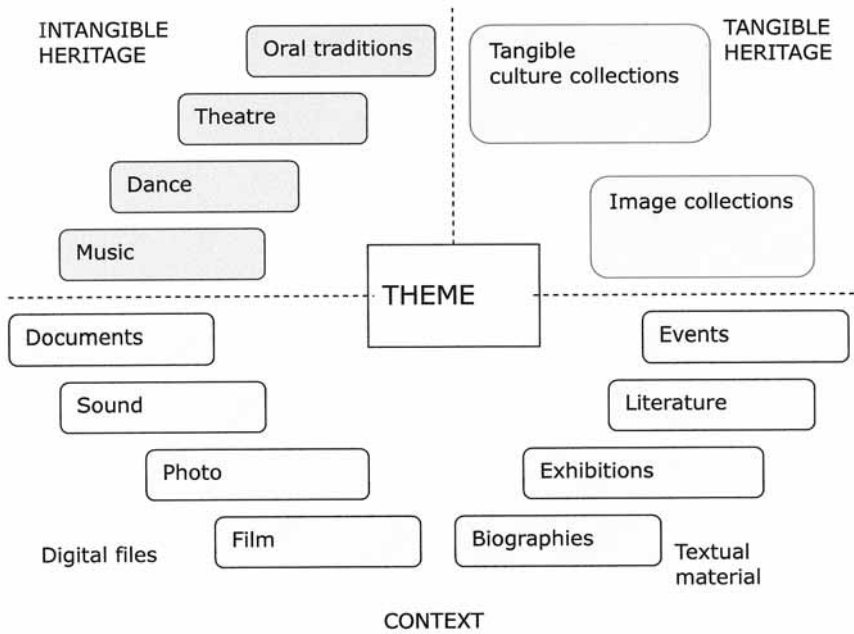 INTANGIBLE
HERITAGE
Oral traditions
Theatre
Dance
Music
Tangible
culture collections
TANGIBLE
HERITAGE
Image collections
THEME
Documents
Sound
Photo
Film
Digital files
Events
Literature
Exhibitions
Biographies
Textual
material
CONTEXT